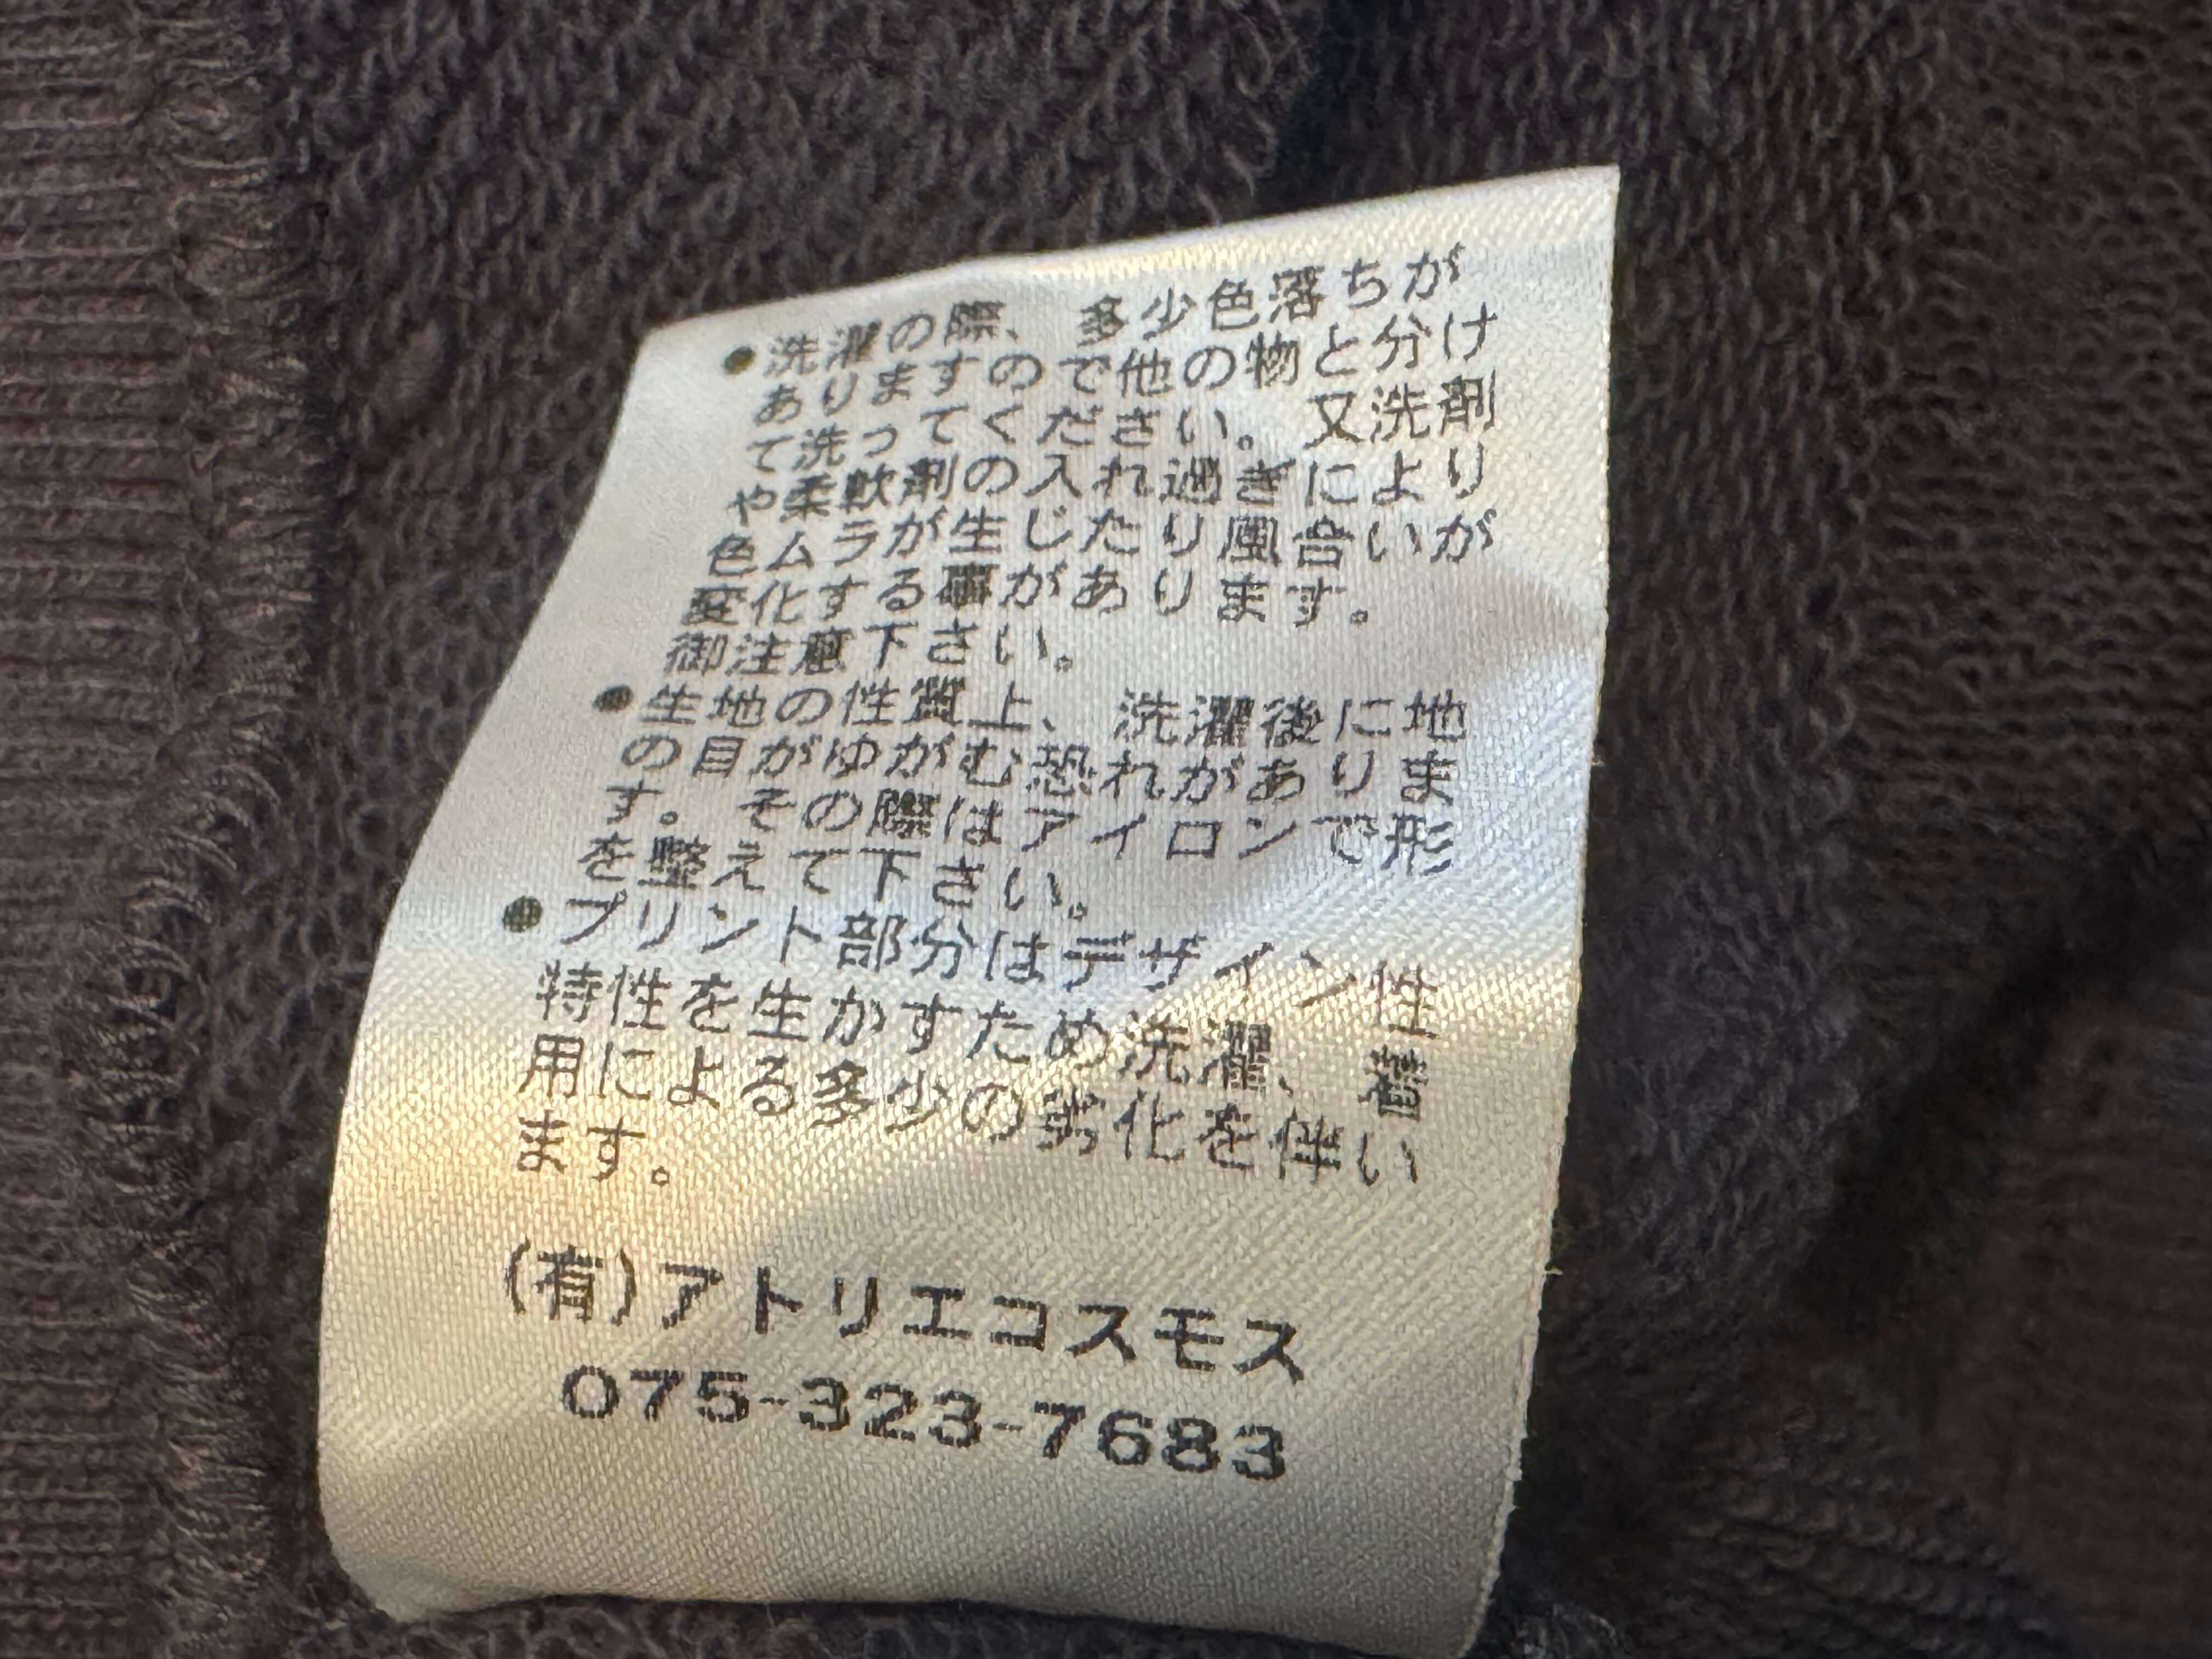 ●洗濯の際、多少色落ちが
ありますので他の物と分け
て洗ってください。又洗剤
や柔軟剤の入れ過ぎにより
色ムラが生じたり風合いが
変化する事があります。
御注意下さい。
●生地の性質上、洗濯後に地
の目がゆがむ恐れがありま
す。その際はアイロンで形
を整えて下さい。
●プリント部分はデザイン性
特性を生かすため洗濯、着
用による多少の劣化を伴い
ます。
(有)アトリエコスモス
075-323-7683